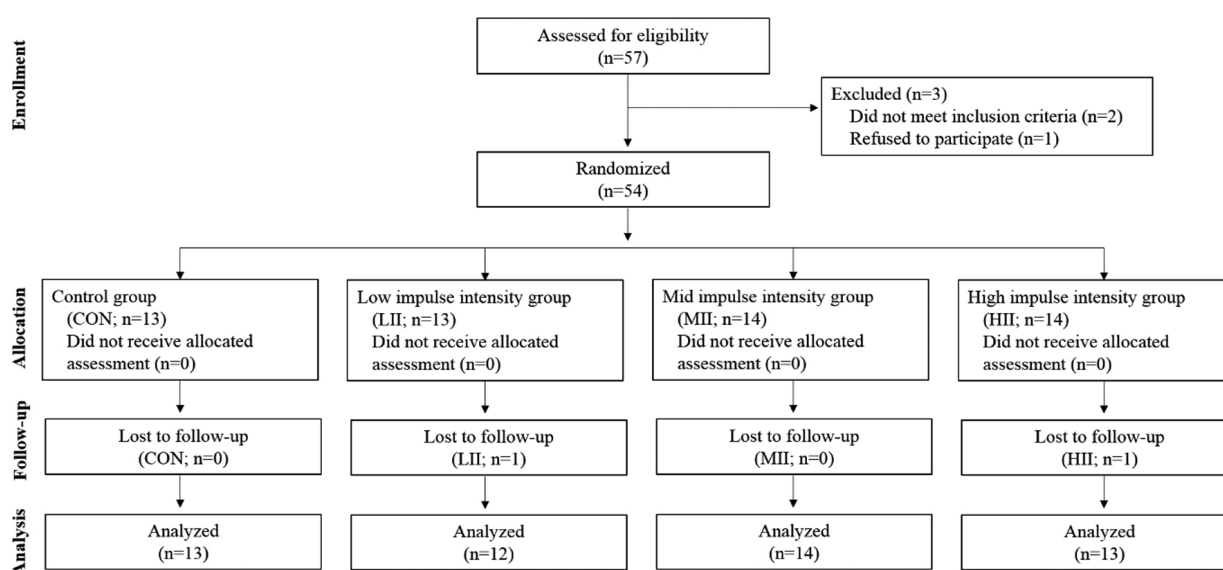 Enrollment
Assessed for eligibility
(n=57)
Excluded (n=3)
Did not meet inclusion criteria (n=2)
Refused to participate (n=1)
Randomized
(n=54)
Allocation
Control group
(CON; n=13)
Did not receive allocated
assessment (n=0)
Low impulse intensity group
(LII; n=13)
Did not receive allocated
assessment (n=0)
Mid impulse intensity group
(MII; n=14)
Did not receive allocated
assessment (n=0)
High impulse intensity group
(HII; n=14)
Did not receive allocated
assessment (n=0)
Follow-up
Lost to follow-up
(CON; n=0)
Lost to follow-up
(LII; n=1)
Lost to follow-up
(MII; n=0)
Lost to follow-up
(HII; n=1)
Analysis
Analyzed
(n=13)
Analyzed
(n=12)
Analyzed
(n=14)
Analyzed
(n=13)